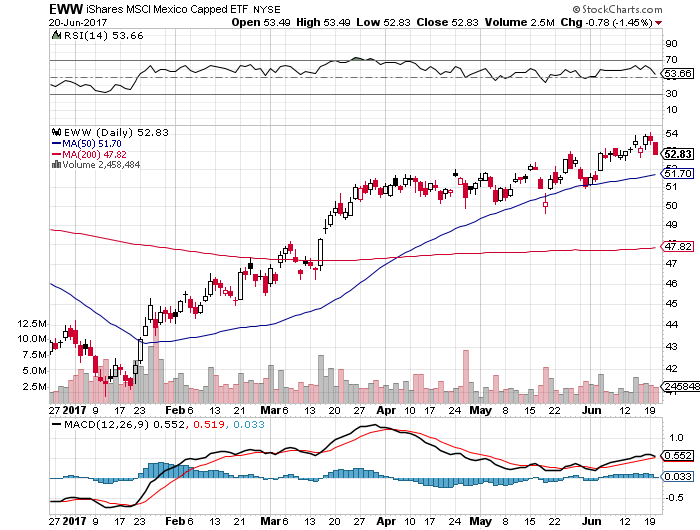 EWW iShares MSCI Mexico Capped ETF NYSE © StockCharts.com
20-Jun-2017 Open 53.49 High 53.49 Low 52.83 Close 52.83 Volume 2.5M Chg -0.78 (-1.45%)
RSI(14) 53.66
90
70
53.66
50
30
10
EWW (Daily) 52.83
MA(50) 51.70
MA(200) 47.82
Volume 2,458,484
54
53
52.83
52
51.70
51
50
49
48
47.82
47
46
45
44
43
42
41
12.5M
10.0M
7.5M
5.0M
2.5M
245848
27 2017 9 17 23 Feb 6 13 21 Mar 6 13 20 27 Apr 10 17 24 May 8 15 22 Jun 12 19
MACD(12,26,9) 0.552, 0.519, 0.033
1.0
0.552
0.033
-0.5
27 2017 9 17 23 Feb 6 13 21 Mar 6 13 20 27 Apr 10 17 24 May 8 15 22 Jun 12 19